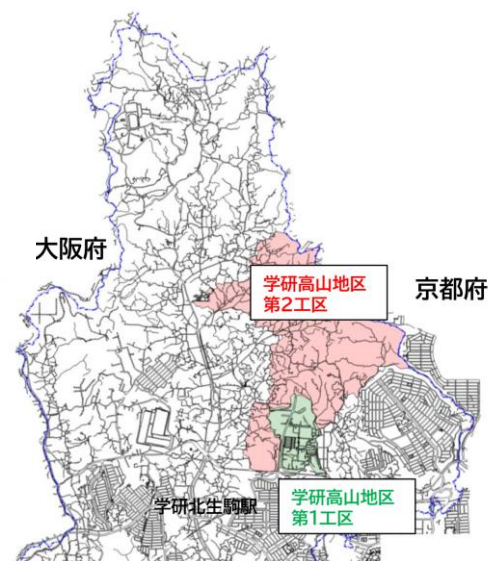 大阪府
学研高山地区
第2工区
京都府
学研北生駒駅
学研高山地区
第1工区